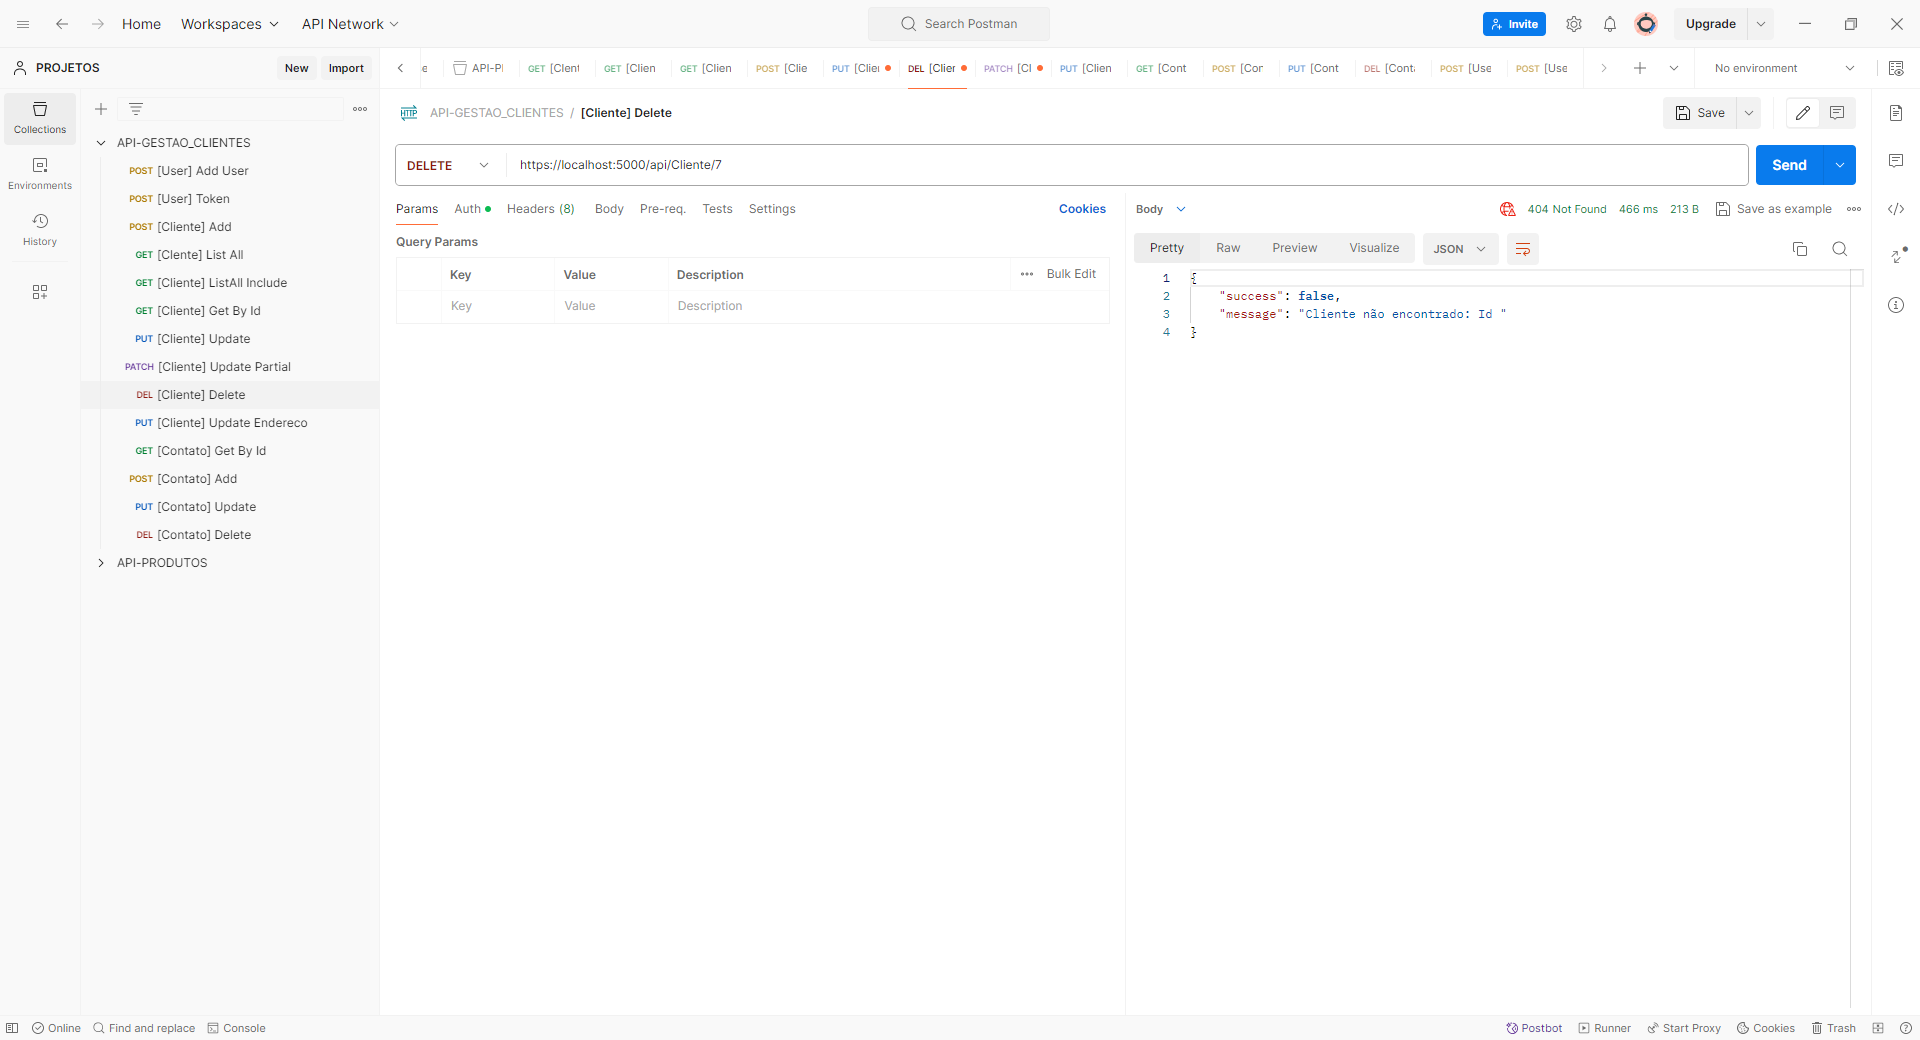 Home Workspaces API Network Search Postman Invite Upgrade
PROJETOS New Import
e API-PI GET [Client GET [Clien GET [Clien POST [Clie PUT [Clien DEL [Clien PATCH [Cl PUT [Clien GET [Cont POST [Con PUT [Cont DEL [Conta POST [Use POST [Use No environment
Collections
Environments
History
API-GESTAO_CLIENTES
POST [User] Add User
POST [User] Token
POST [Cliente] Add
GET [Clente] List All
GET [Cliente] ListAll Include
GET [Cliente] Get By Id
PUT [Cliente] Update
PATCH [Cliente] Update Partial
DEL [Cliente] Delete
PUT [Cliente] Update Endereco
GET [Contato] Get By Id
POST [Contato] Add
PUT [Contato] Update
DEL [Contato] Delete
API-PRODUTOS
HTTP API-GESTAO_CLIENTES / [Cliente] Delete Save
DELETE https://localhost:5000/api/Cliente/7 Send
Params Auth Headers (8) Body Pre-req. Tests Settings Cookies
Query Params
Key Value Description Bulk Edit
Key Value Description
Body 404 Not Found 466 ms 213 B Save as example
Pretty Raw Preview Visualize JSON
1 {
2 "success": false,
3 "message": "Cliente não encontrado: Id "
4 }
Online Find and replace Console Postbot Runner Start Proxy Cookies Trash